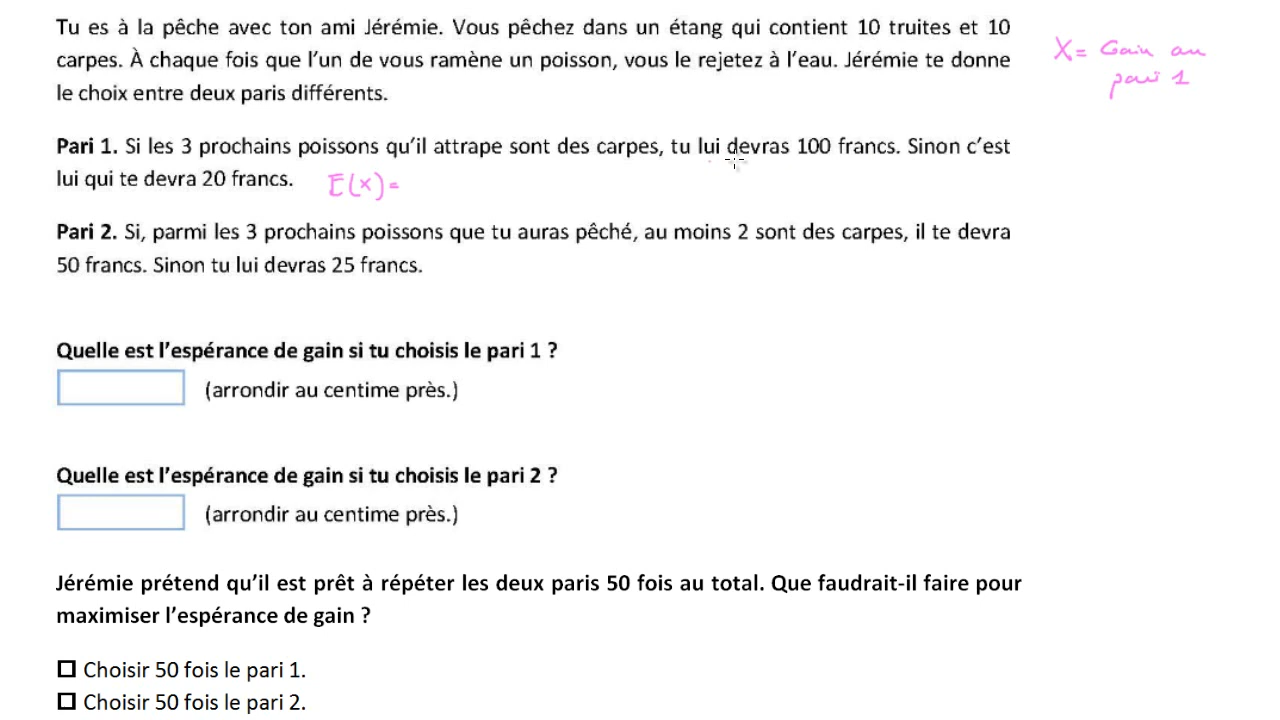 Tu es à la pêche avec ton ami Jérémie. Vous pêchez dans un étang qui contient 10 truites et 10
carpes. À chaque fois que l'un de vous ramène un poisson, vous le rejetez à l'eau. Jérémie te donne
le choix entre deux paris différents.
X = Gain au
pari 1
Pari 1. Si les 3 prochains poissons qu'il attrape sont des carpes, tu lui devras 100 francs. Sinon c'est
lui qui te devra 20 francs. E(X) =
Pari 2. Si, parmi les 3 prochains poissons que tu auras pêché, au moins 2 sont des carpes, il te devra
50 francs. Sinon tu lui devras 25 francs.
Quelle est l'espérance de gain si tu choisis le pari 1 ?
(arrondir au centime près.)
Quelle est l'espérance de gain si tu choisis le pari 2 ?
(arrondir au centime près.)
Jérémie prétend qu'il est prêt à répéter les deux paris 50 fois au total. Que faudrait-il faire pour
maximiser l'espérance de gain ?
Choisir 50 fois le pari 1.
Choisir 50 fois le pari 2.